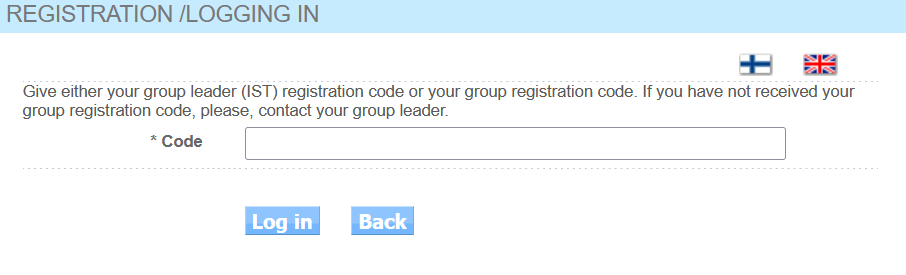 REGISTRATION /LOGGING IN
Give either your group leader (IST) registration code or your group registration code. If you have not received your
group registration code, please, contact your group leader.
* Code
Log in Back